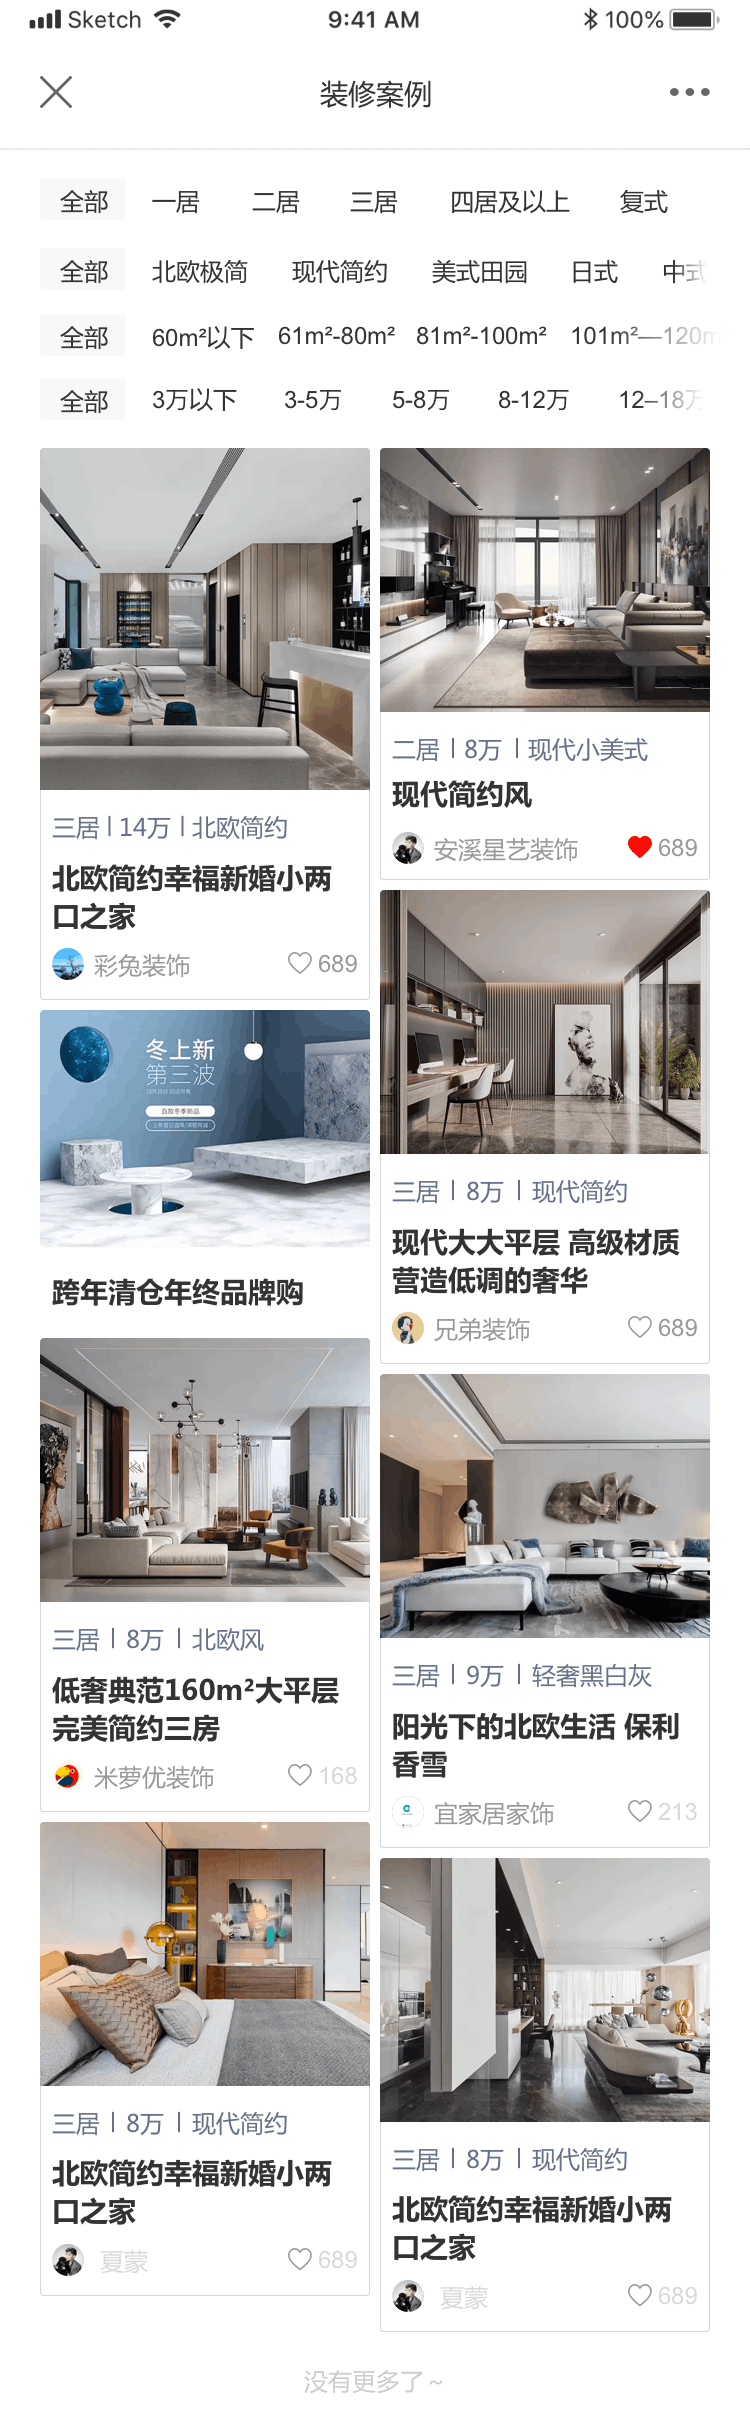 Sketch 9:41 AM 100%
装修案例
全部 一居 二居 三居 四居及以上 复式
全部 北欧极简 现代简约 美式田园 日式 中式
全部 60m²以下 61m²-80m² 81m²-100m² 101m²—120m
全部 3万以下 3-5万 5-8万 8-12万 12—18万
三居 | 14万 | 北欧简约
北欧简约幸福新婚小两
口之家
彩兔装饰 689
二居 | 8万 | 现代小美式
现代简约风
安溪星艺装饰 689
冬上新
第三波
百款冬季新品
跨年清仓年终品牌购
三居 | 8万 | 现代简约
现代大大平层 高级材质
营造低调的奢华
兄弟装饰 689
三居 | 8万 | 北欧风
低奢典范160m²大平层
完美简约三房
米萝优装饰 168
三居 | 9万 | 轻奢黑白灰
阳光下的北欧生活 保利
香雪
宜家居家饰 213
三居 | 8万 | 现代简约
北欧简约幸福新婚小两
口之家
夏蒙 689
三居 | 8万 | 现代简约
北欧简约幸福新婚小两
口之家
夏蒙 689
没有更多了~